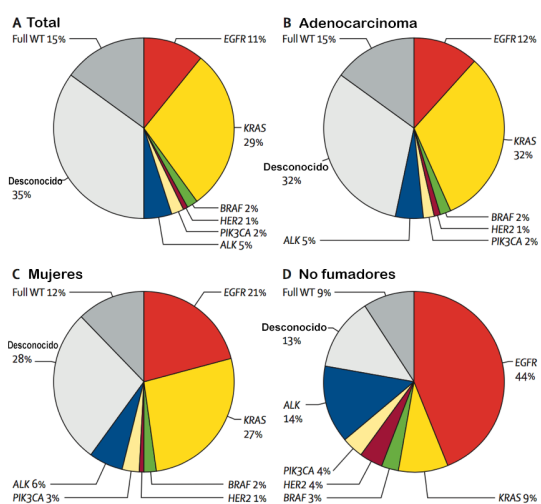 A Total
Full WT 15%
EGFR 11%
KRAS
29%
BRAF 2%
HER2 1%
PIK3CA 2%
ALK 5%
Desconocido
35%
B Adenocarcinoma
Full WT 15%
EGFR 12%
KRAS
32%
BRAF 2%
HER2 1%
PIK3CA 2%
ALK 5%
Desconocido
32%
C Mujeres
Full WT 12%
EGFR 21%
KRAS
27%
BRAF 2%
HER2 1%
PIK3CA 3%
ALK 6%
Desconocido
28%
D No fumadores
Full WT 9%
EGFR
44%
KRAS 9%
BRAF 3%
HER2 4%
PIK3CA 4%
ALK
14%
Desconocido
13%